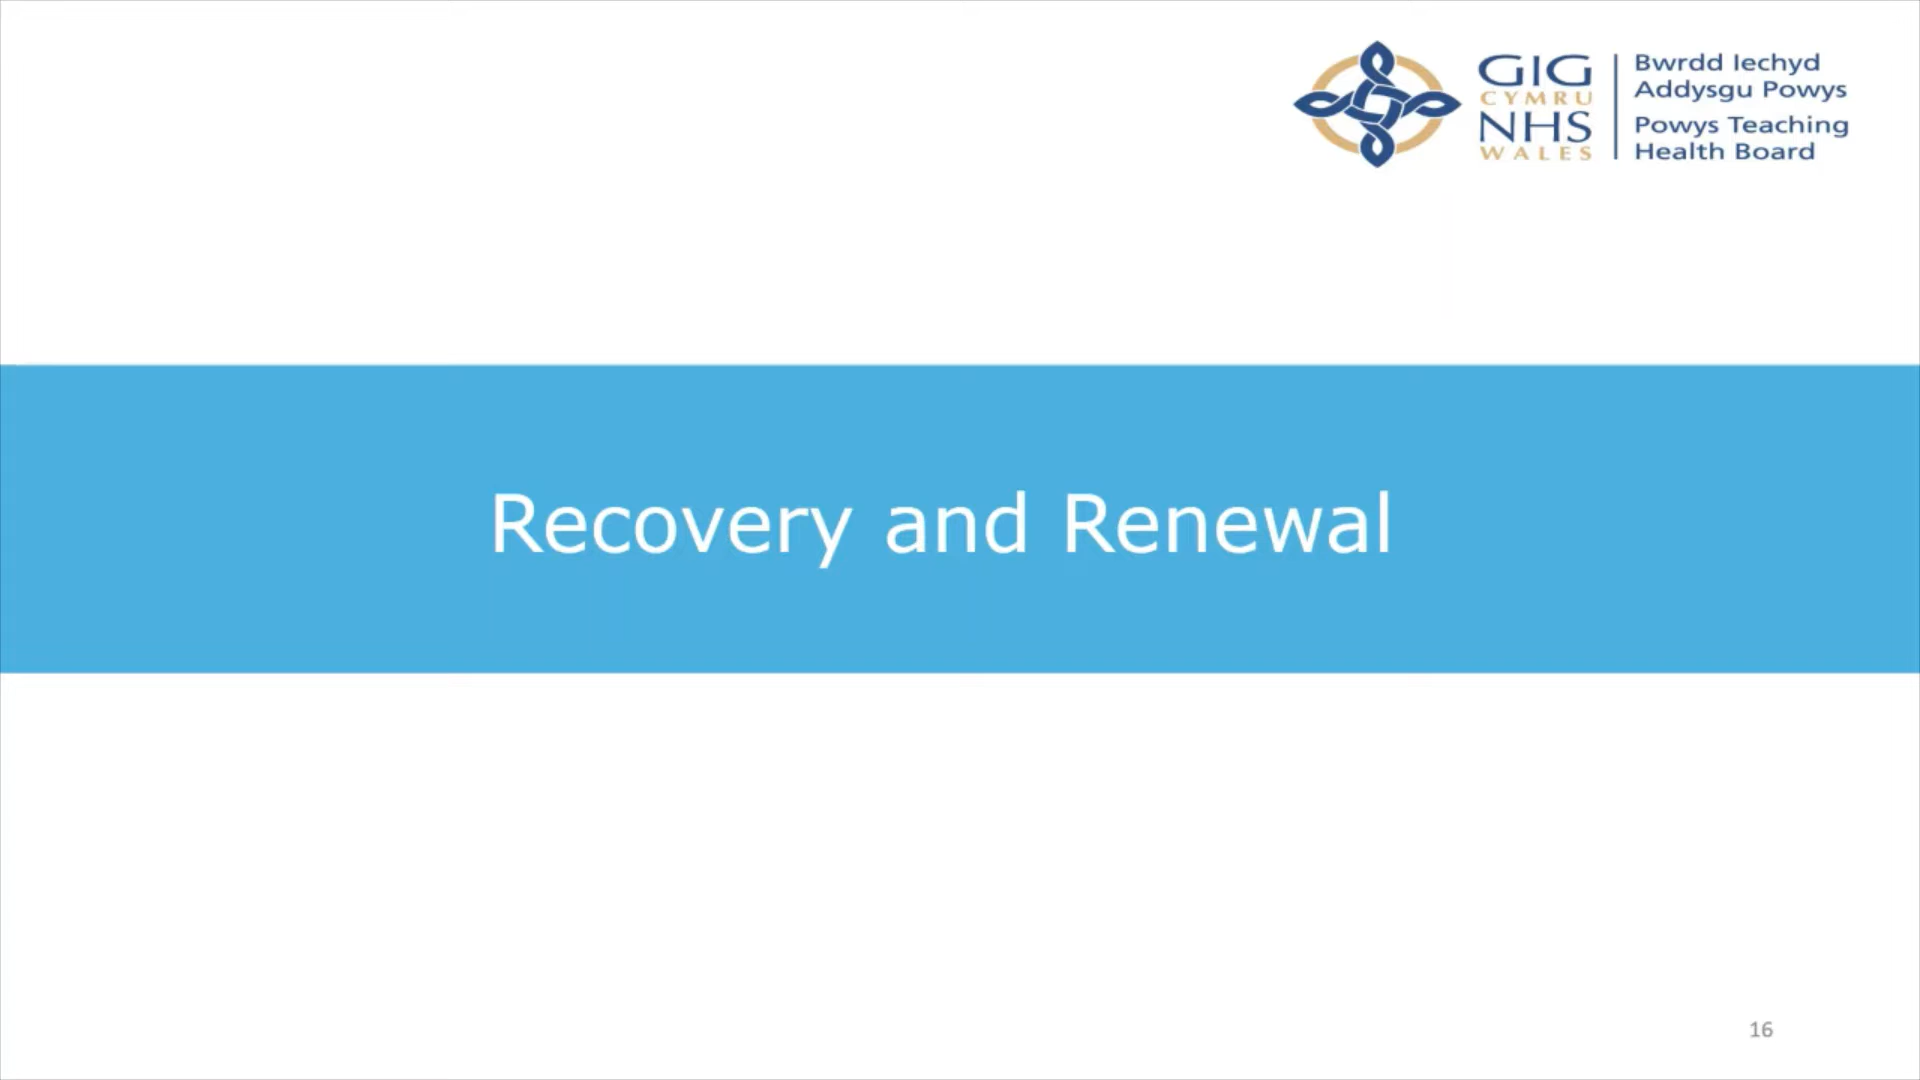 GIG
CYMRU
NHS
WALES
Bwrdd Iechyd
Addysgu Powys
Powys Teaching
Health Board
Recovery and Renewal
16